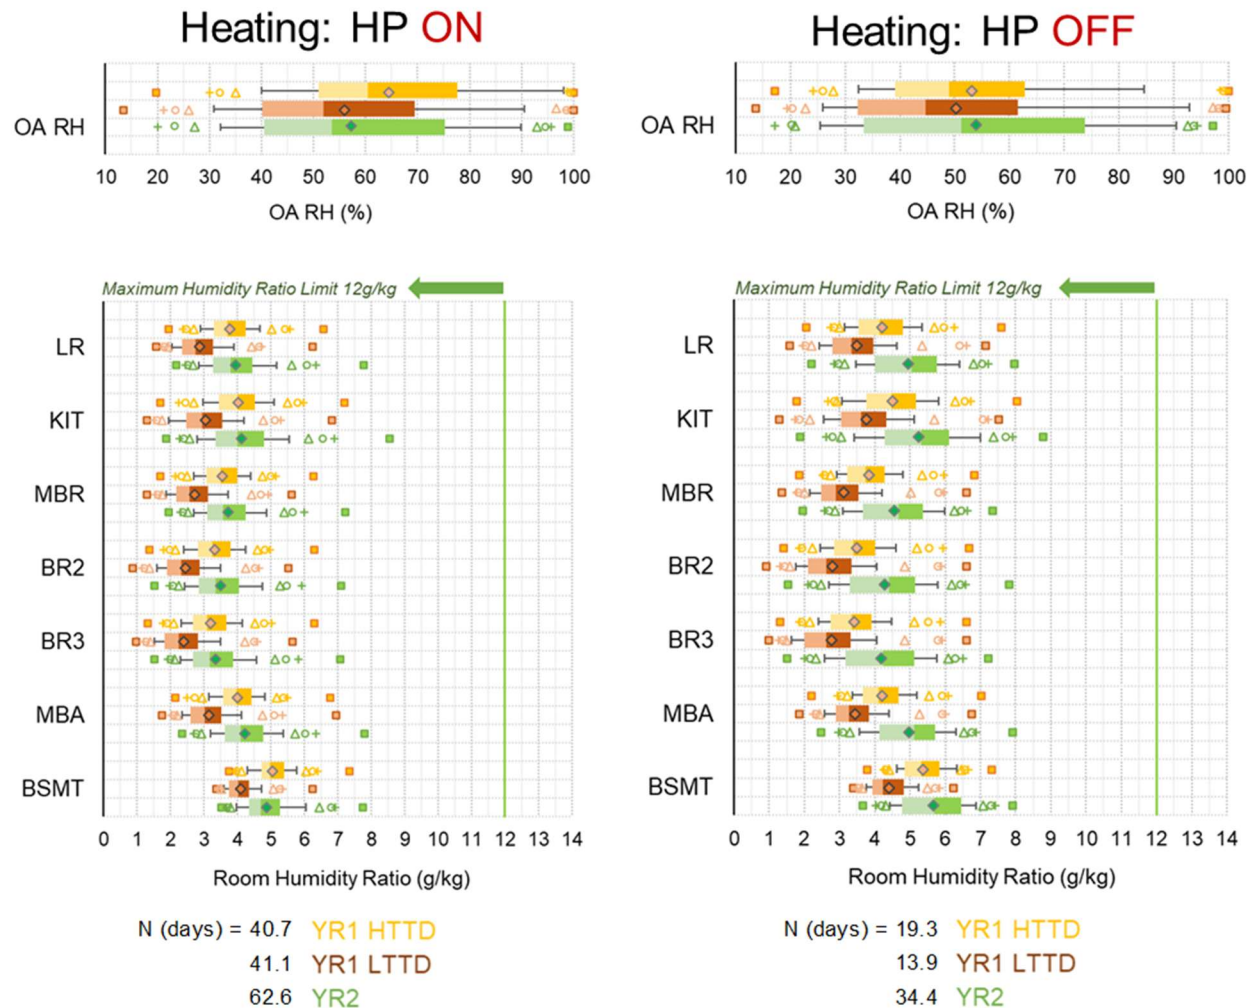 Heating: HP ON
OA RH
10 20 30 40 50 60 70 80 90 100
OA RH (%)
Maximum Humidity Ratio Limit 12g/kg
LR
KIT
MBR
BR2
BR3
MBA
BSMT
0 1 2 3 4 5 6 7 8 9 10 11 12 13 14
Room Humidity Ratio (g/kg)
N (days) = 40.7 YR1 HTTD
41.1 YR1 LTTD
62.6 YR2
Heating: HP OFF
OA RH
10 20 30 40 50 60 70 80 90 100
OA RH (%)
Maximum Humidity Ratio Limit 12g/kg
LR
KIT
MBR
BR2
BR3
MBA
BSMT
0 1 2 3 4 5 6 7 8 9 10 11 12 13 14
Room Humidity Ratio (g/kg)
N (days) = 19.3 YR1 HTTD
13.9 YR1 LTTD
34.4 YR2